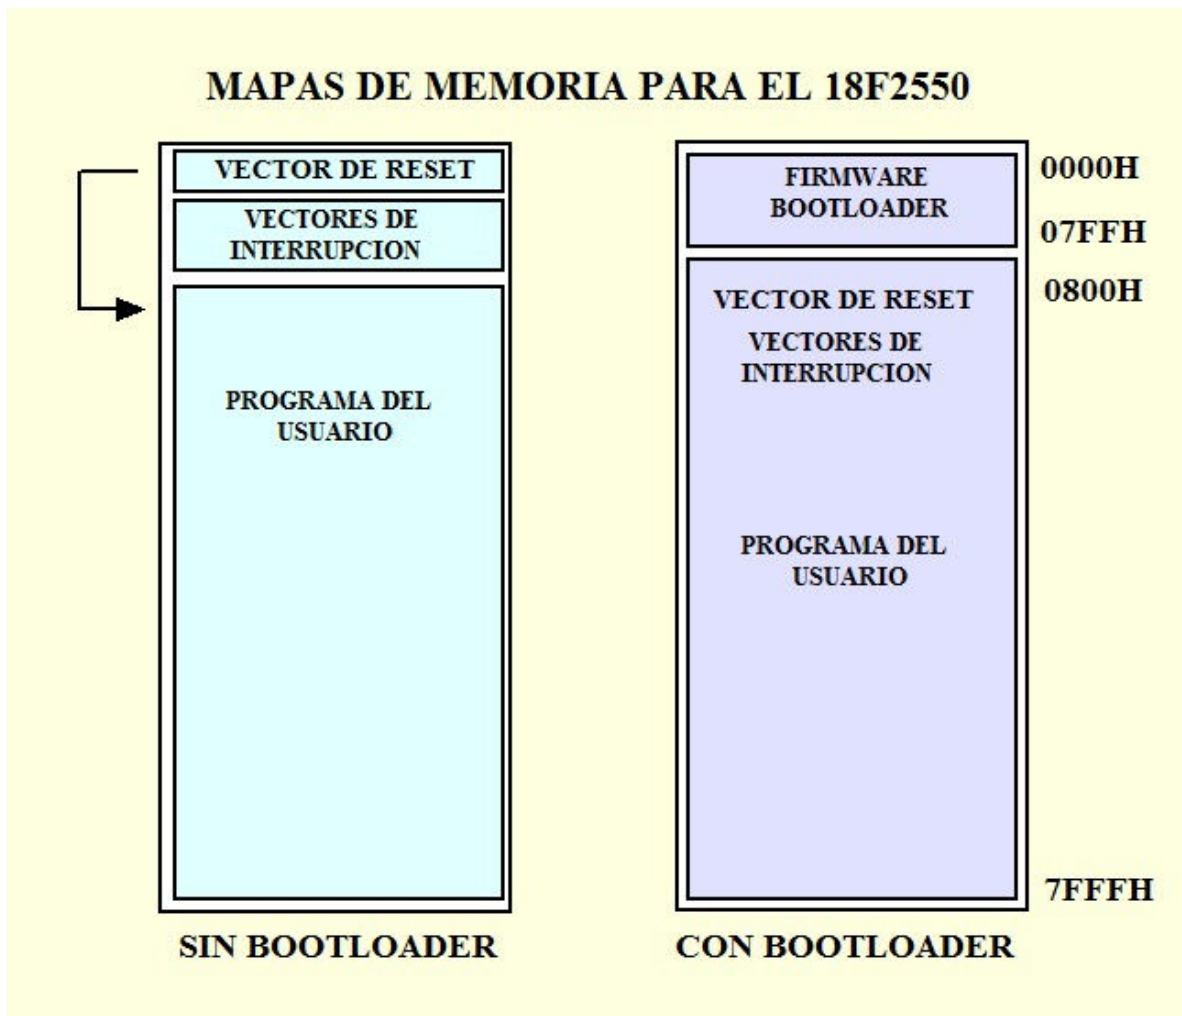 MAPAS DE MEMORIA PARA EL 18F2550
VECTOR DE RESET
VECTORES DE
INTERRUPCION
PROGRAMA DEL
USUARIO
SIN BOOTLOADER
FIRMWARE
BOOTLOADER
VECTOR DE RESET
VECTORES DE
INTERRUPCION
PROGRAMA DEL
USUARIO
0000H
07FFH
0800H
7FFFH
CON BOOTLOADER